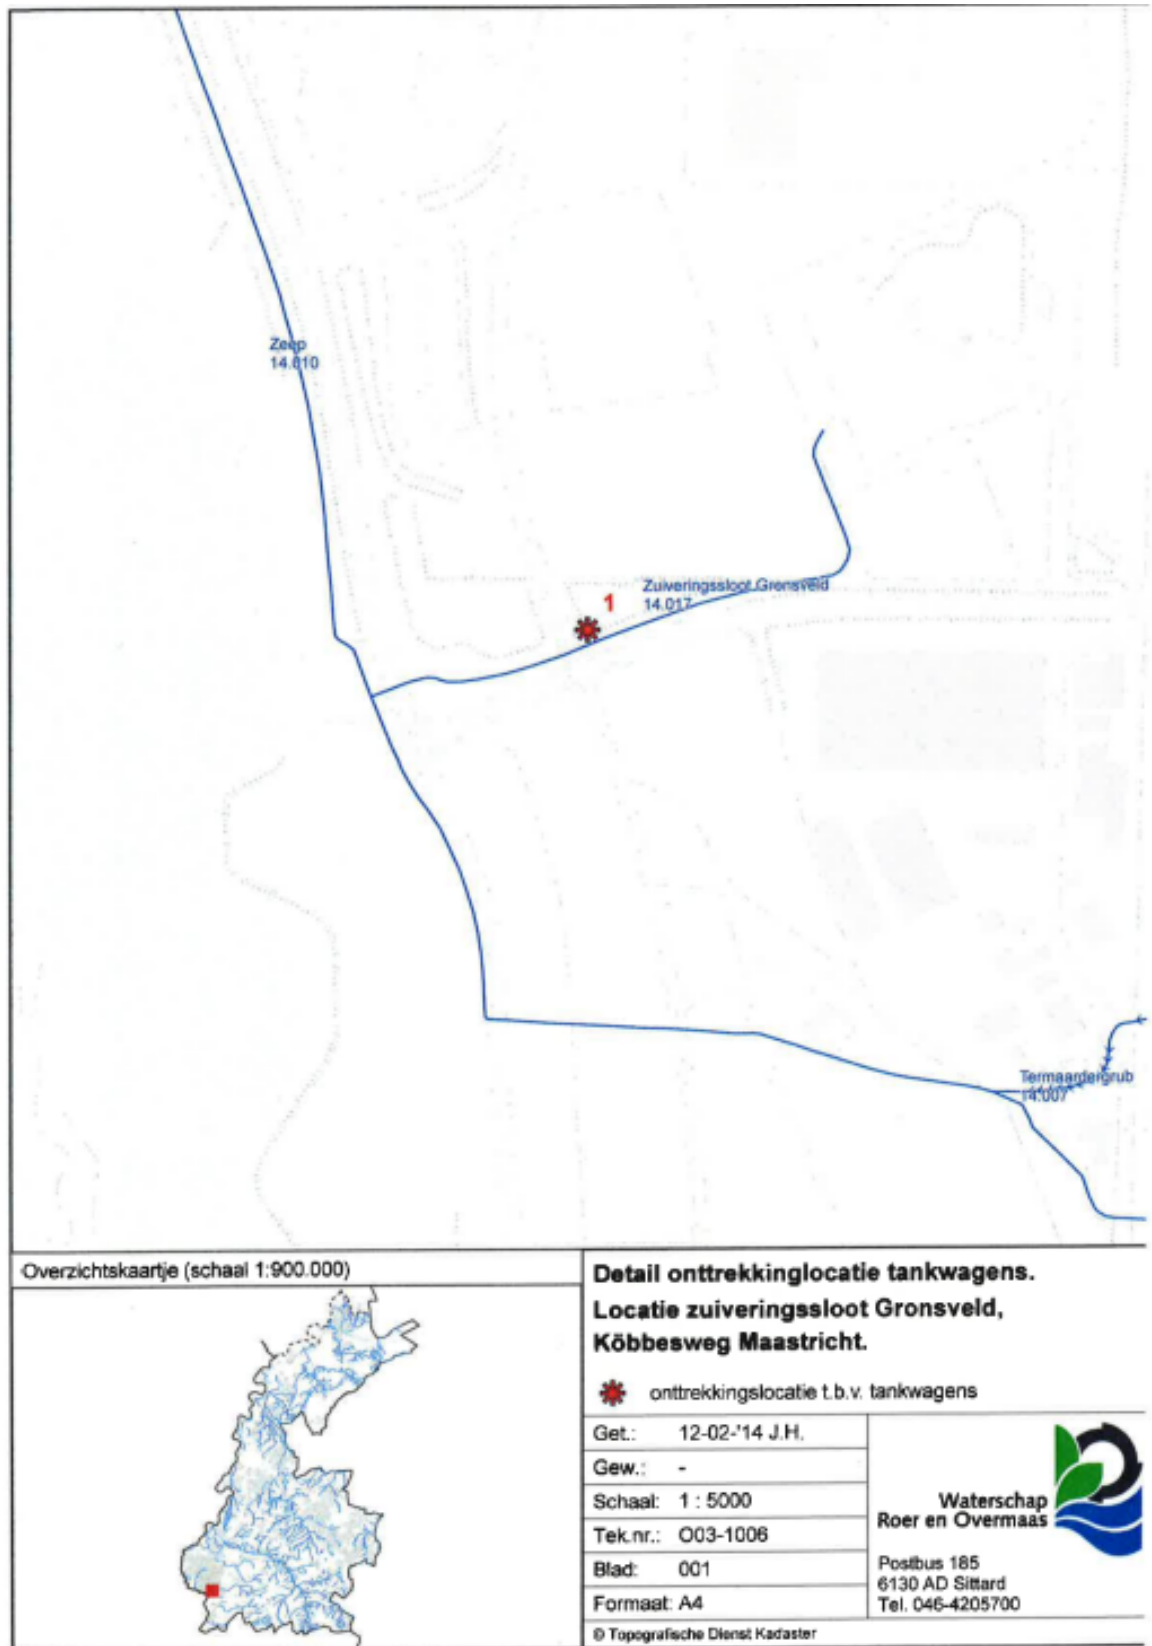 Zeep
14.010
Zuiveringssloot Gronsveld
14.017
1
Termaardergrub
14.007
Overzichtskaartje (schaal 1:900.000)
Detail onttrekkinglocatie tankwagens.
Locatie zuiveringssloot Gronsveld,
Köbbesweg Maastricht.
onttrekkingslocatie t.b.v. tankwagens
Get.: 12-02-'14 J.H.
Gew.: -
Schaal: 1 : 5000
Tek.nr.: O03-1006
Blad: 001
Formaat: A4
Waterschap
Roer en Overmaas
Postbus 185
6130 AD Sittard
Tel. 046-4205700
© Topografische Dienst Kadaster